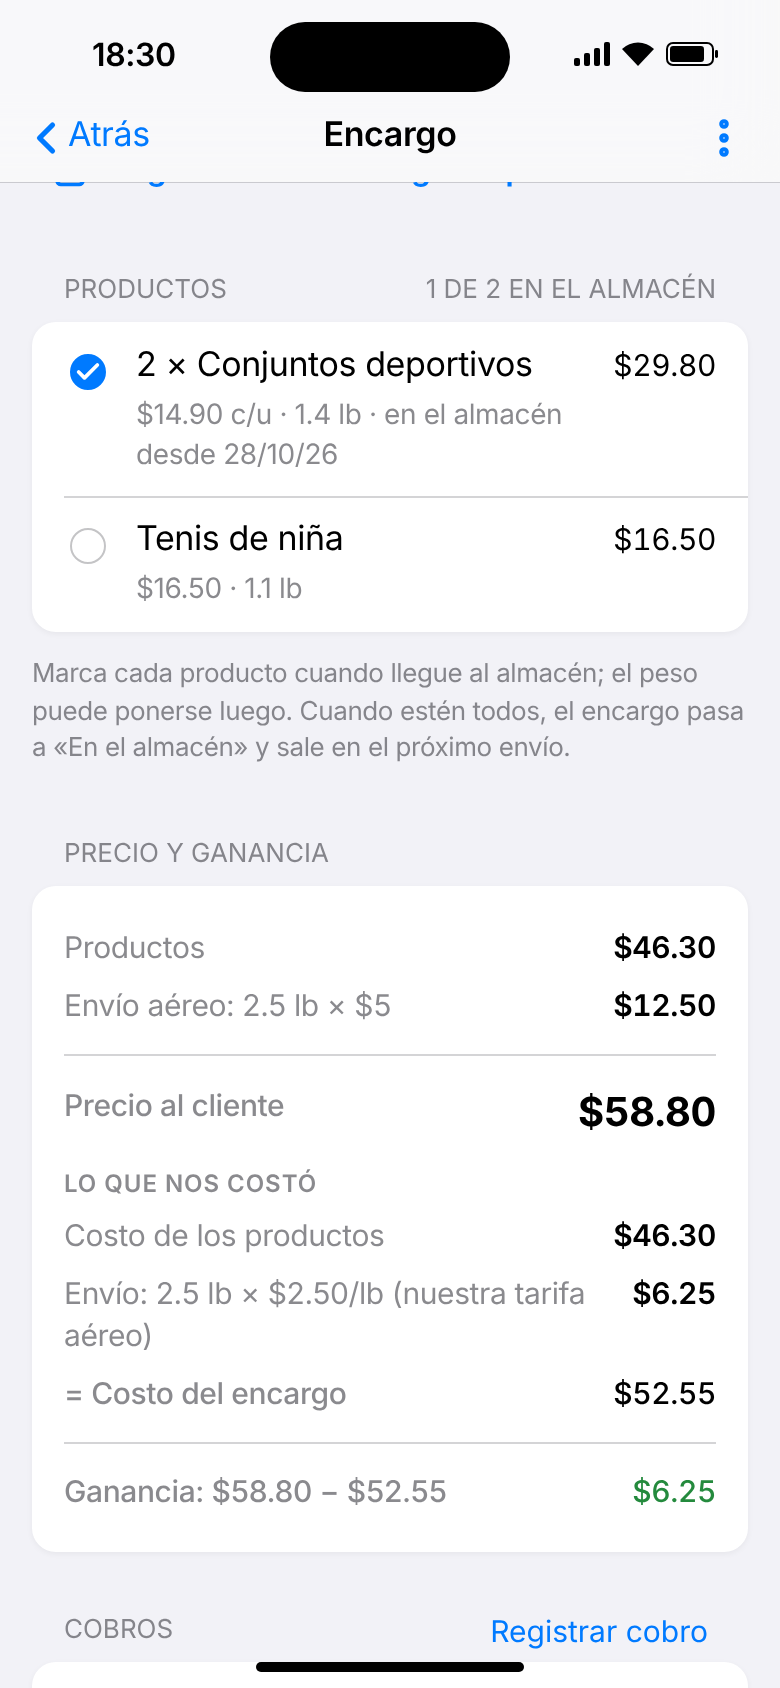 18:30
Atrás
Encargo
PRODUCTOS
1 DE 2 EN EL ALMACÉN
2 × Conjuntos deportivos
$29.80
$14.90 c/u · 1.4 lb · en el almacén
desde 28/10/26
Tenis de niña
$16.50
$16.50 · 1.1 lb
Marca cada producto cuando llegue al almacén; el peso
puede ponerse luego. Cuando estén todos, el encargo pasa
a «En el almacén» y sale en el próximo envío.
PRECIO Y GANANCIA
Productos
$46.30
Envío aéreo: 2.5 lb × $5
$12.50
Precio al cliente
$58.80
LO QUE NOS COSTÓ
Costo de los productos
$46.30
Envío: 2.5 lb × $2.50/lb (nuestra tarifa
aéreo)
$6.25
= Costo del encargo
$52.55
Ganancia: $58.80 – $52.55
$6.25
COBROS
Registrar cobro